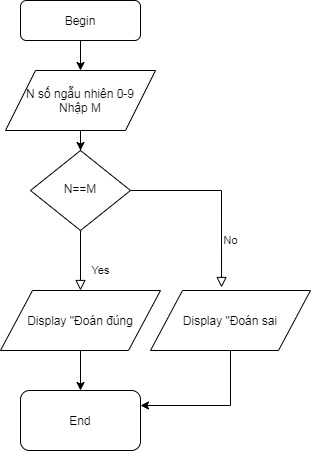 Begin
N số ngẫu nhiên 0-9
Nhập M
N==M
No
Yes
Display "Đoán đúng
Display "Đoán sai
End